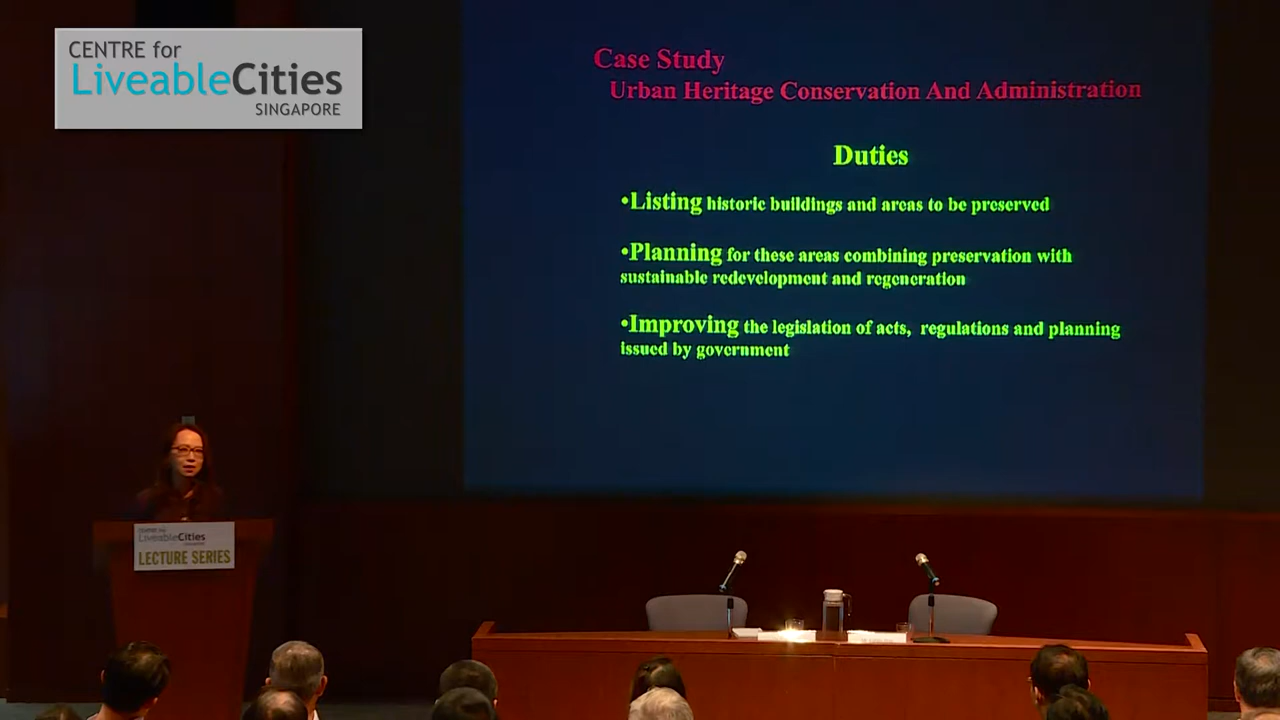 CENTRE for
LiveableCities
SINGAPORE
Case Study
Urban Heritage Conservation And Administration
Duties
•Listing historic buildings and areas to be preserved
•Planning for these areas combining preservation with
sustainable redevelopment and regeneration
•Improving the legislation of acts, regulations and planning
issued by government
CENTRE for
LiveableCities
LECTURE SERIES